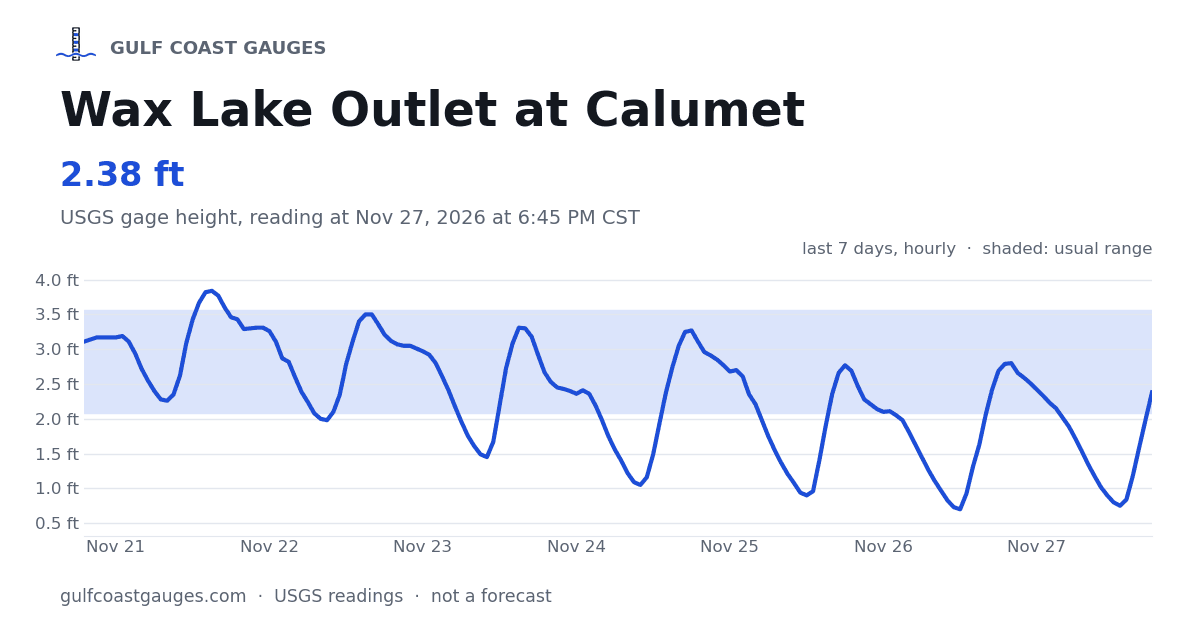 GULF COAST GAUGES
Wax Lake Outlet at Calumet
2.38 ft
USGS gage height, reading at Nov 27, 2026 at 6:45 PM CST
last 7 days, hourly · shaded: usual range
4.0 ft
3.5 ft
3.0 ft
2.5 ft
2.0 ft
1.5 ft
1.0 ft
0.5 ft
Nov 21 Nov 22 Nov 23 Nov 24 Nov 25 Nov 26 Nov 27
gulfcoastgauges.com · USGS readings · not a forecast